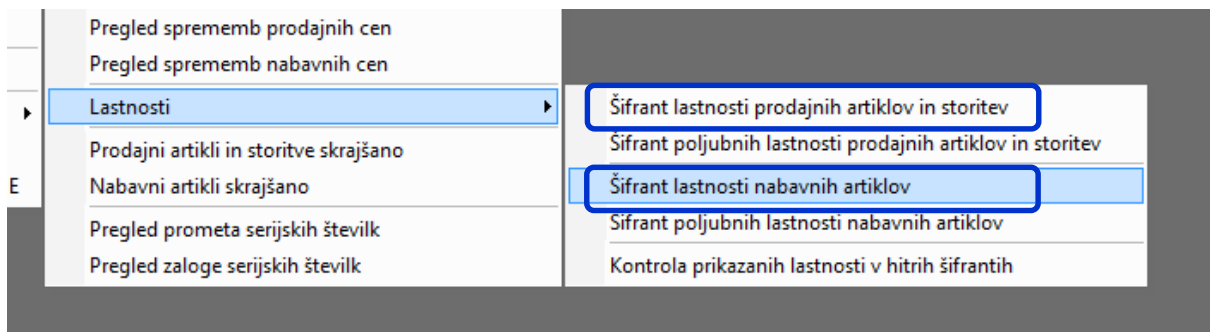 Pregled sprememb prodajnih cen
Pregled sprememb nabavnih cen
Lastnosti
Prodajni artikli in storitve skrajšano
E
Nabavni artikli skrajšano
Pregled prometa serijskih številk
Pregled zaloge serijskih številk
Šifrant lastnosti prodajnih artiklov in storitev
Šifrant poljubnih lastnosti prodajnih artiklov in storitev
Šifrant lastnosti nabavnih artiklov
Šifrant poljubnih lastnosti nabavnih artiklov
Kontrola prikazanih lastnosti v hitrih šifrantih